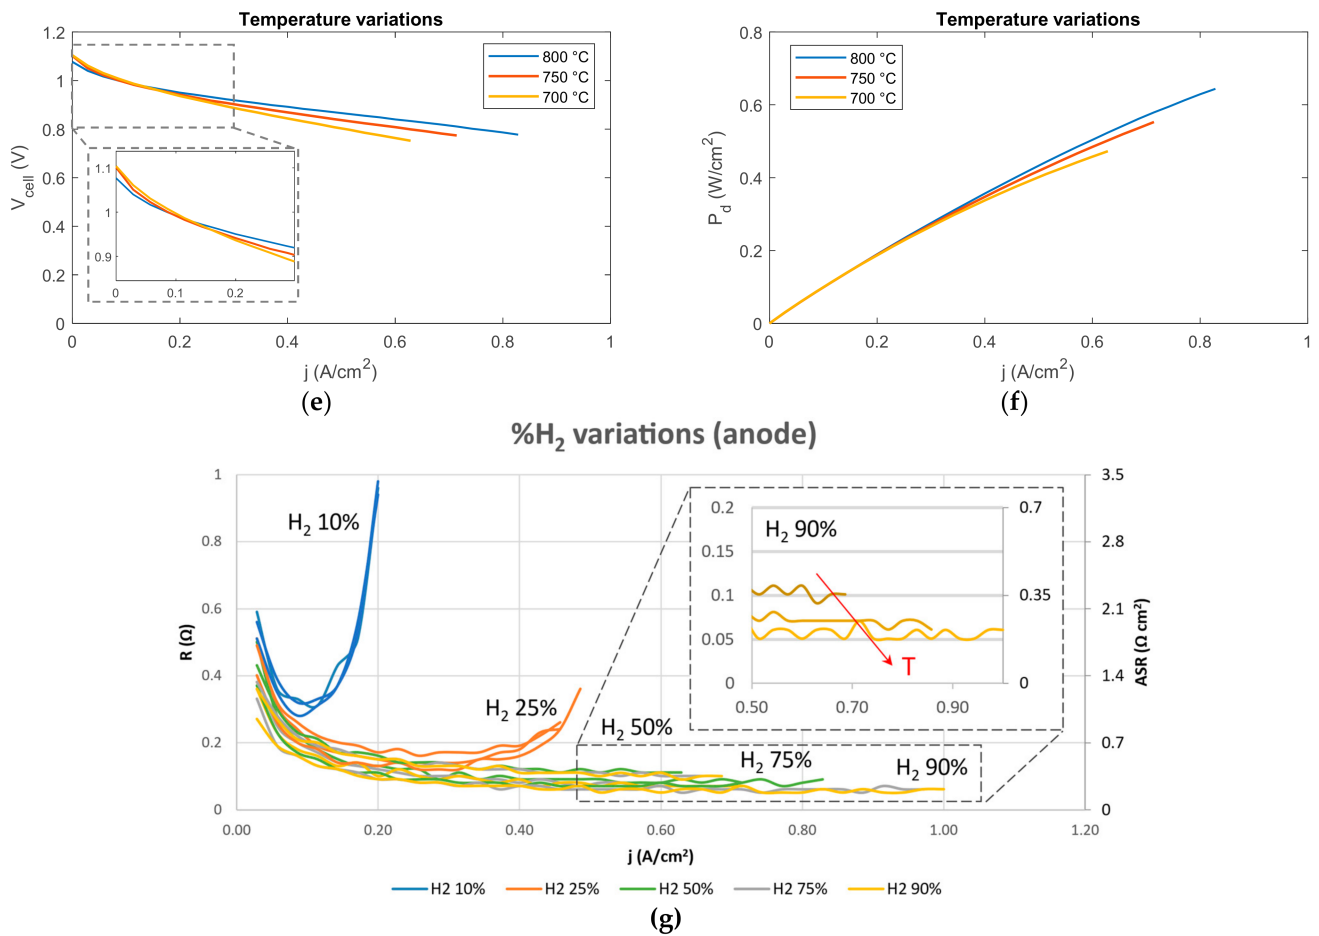 Temperature variations
1.2
1
0.8
0.6
0.4
0.2
0
V_cell (V)
800 °C
750 °C
700 °C
1.1
1
0.9
0 0.1 0.2
0 0.2 0.4 0.6 0.8 1
j (A/cm²)
(e)
Temperature variations
0.8
0.6
0.4
0.2
0
P_d (W/cm²)
800 °C
750 °C
700 °C
0 0.2 0.4 0.6 0.8 1
j (A/cm²)
(f)
%H₂ variations (anode)
1
0.8
0.6
0.4
0.2
0
R (Ω)
H₂ 10%
H₂ 25%
H₂ 50%
H₂ 75%
H₂ 90%
0.2
0.15
0.1
0.05
0
H₂ 90%
T
0.7
0.35
0
0.50 0.70 0.90
3.5
2.8
2.1
1.4
0.7
0
ASR (Ω cm²)
0.00 0.20 0.40 0.60 0.80 1.00 1.20
j (A/cm²)
H2 10% H2 25% H2 50% H2 75% H2 90%
(g)